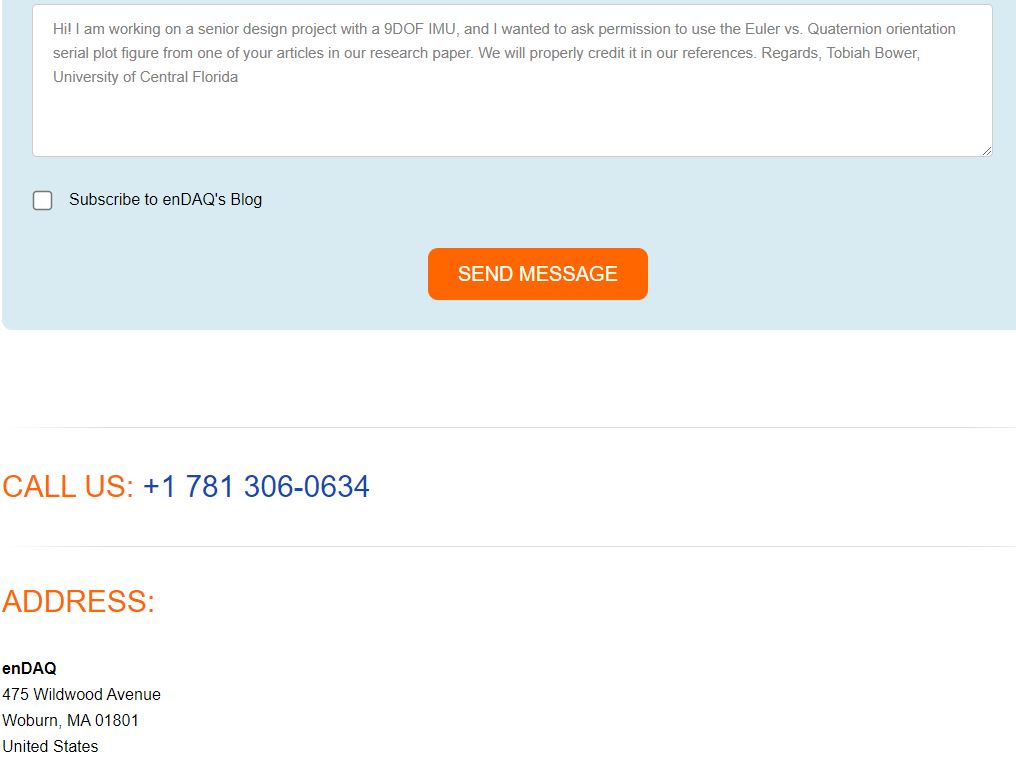 Hi! I am working on a senior design project with a 9DOF IMU, and I wanted to ask permission to use the Euler vs. Quaternion orientation
serial plot figure from one of your articles in our research paper. We will properly credit it in our references. Regards, Tobiah Bower,
University of Central Florida
Subscribe to enDAQ's Blog
SEND MESSAGE
CALL US: +1 781 306-0634
ADDRESS:
enDAQ
475 Wildwood Avenue
Woburn, MA 01801
United States